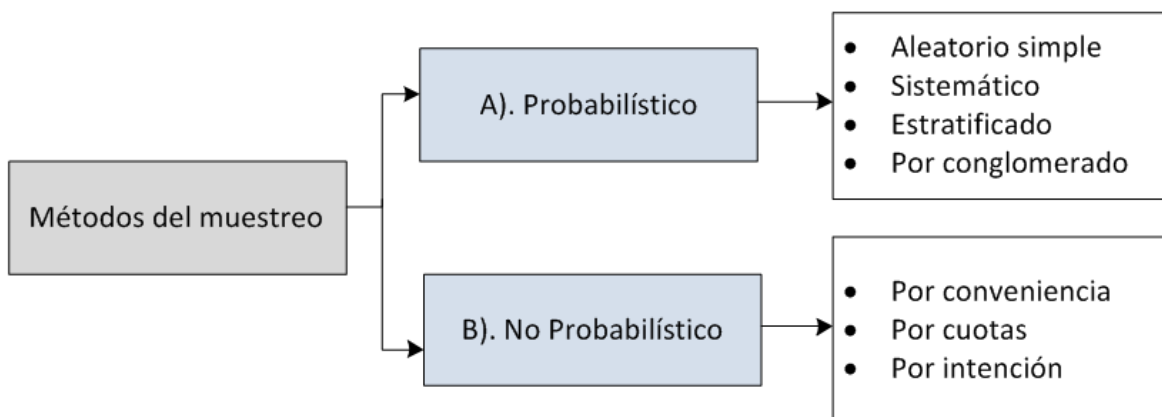 Métodos del muestreo
A). Probabilístico
Aleatorio simple
Sistemático
Estratificado
Por conglomerado
B). No Probabilístico
Por conveniencia
Por cuotas
Por intención